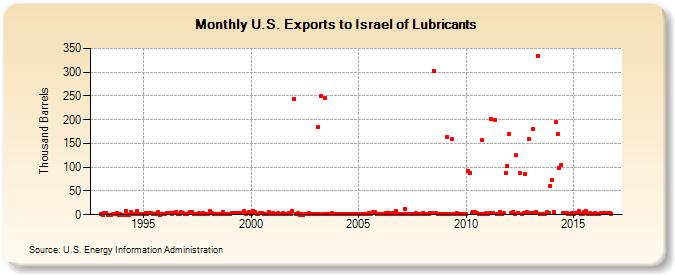 Monthly U.S. Exports to Israel of Lubricants
Thousand Barrels
350
300
250
200
150
100
50
0
1995 2000 2005 2010 2015
Source: U.S. Energy Information Administration